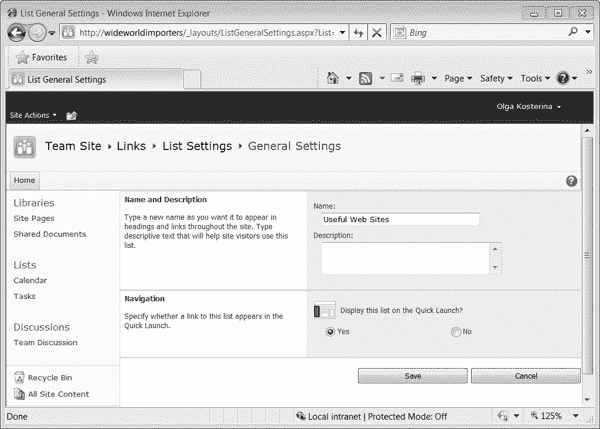 List General Settings - Windows Internet Explorer
http://wideworldimporters/_layouts/ListGeneralSettings.aspx?List=
Bing
Favorites
List General Settings
Page
Safety
Tools
Olga Kosterina
Site Actions
Team Site
Links
List Settings
General Settings
Home
Libraries
Site Pages
Shared Documents
Lists
Calendar
Tasks
Discussions
Team Discussion
Recycle Bin
All Site Content
Name and Description
Type a new name as you want it to appear in
headings and links throughout the site. Type
descriptive text that will help site visitors use this
list.
Name:
Useful Web Sites
Description:
Navigation
Specify whether a link to this list appears in the
Quick Launch.
Display this list on the Quick Launch?
Yes
No
Save
Cancel
Done
Local intranet | Protected Mode: Off
125%